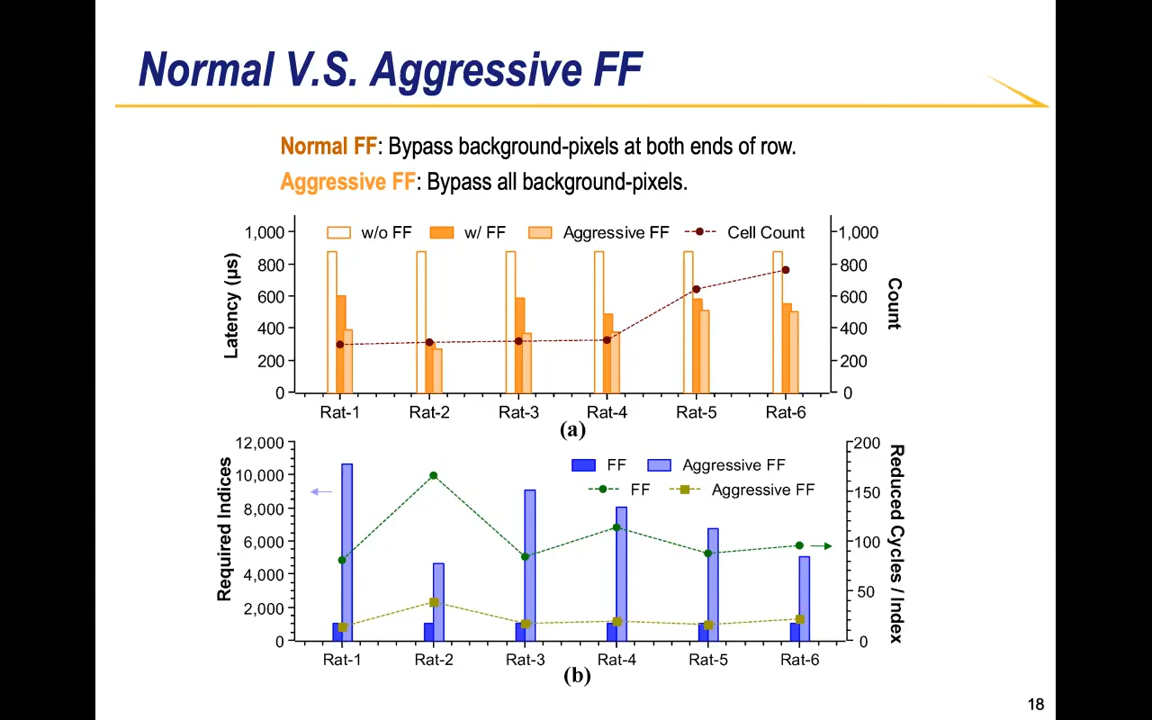 Normal V.S. Aggressive FF
Normal FF: Bypass background-pixels at both ends of row.
Aggressive FF: Bypass all background-pixels.
w/o FF w/ FF Aggressive FF Cell Count
Latency (µs)
1,000
800
600
400
200
0
Count
1,000
800
600
400
200
0
Rat-1 Rat-2 Rat-3 Rat-4 Rat-5 Rat-6
(a)
FF Aggressive FF
FF Aggressive FF
Required Indices
12,000
10,000
8,000
6,000
4,000
2,000
0
Reduced Cycles / Index
200
150
100
50
0
Rat-1 Rat-2 Rat-3 Rat-4 Rat-5 Rat-6
(b)
18